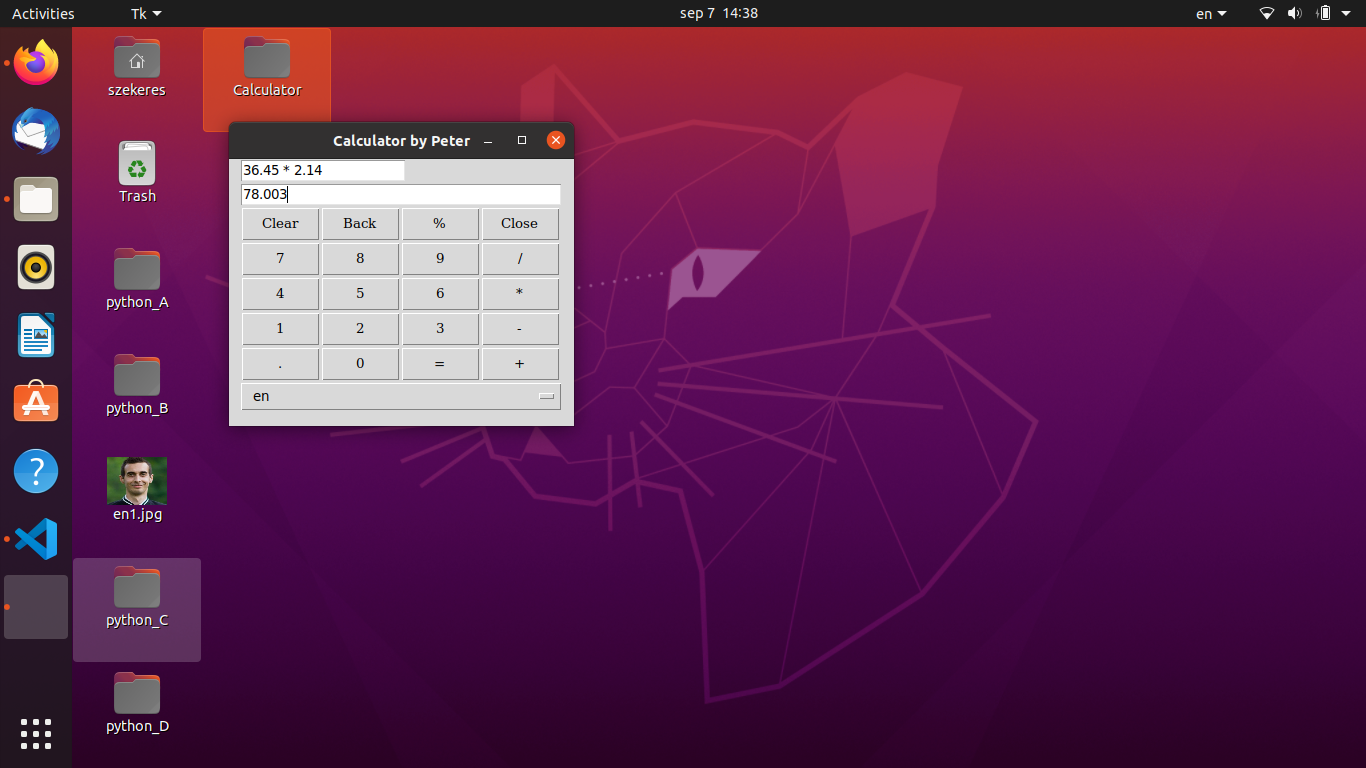 Activities
Tk
sep 7 14:38
en
szekeres
Calculator
Trash
python_A
python_B
en1.jpg
python_C
python_D
Calculator by Peter
36.45 * 2.14
78.003
Clear Back % Close
7 8 9 /
4 5 6 *
1 2 3 -
. 0 = +
en